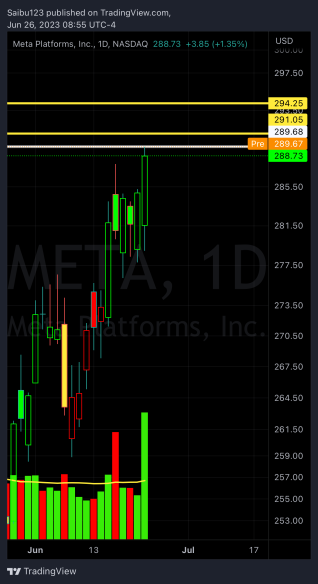 Saibu123 published on TradingView.com,
Jun 26, 2023 08:55 UTC-4
Meta Platforms, Inc., 1D, NASDAQ 288.73 +3.85 (+1.35%)
USD
300.00
297.50
294.25
293.50
291.05
289.68
Pre 289.67
288.73
285.50
281.50
META, 1D
277.50
273.50
Meta Platforms, Inc.
270.50
267.50
264.50
261.50
259.00
257.00
255.00
253.00
Jun 13 Jul 17
TradingView